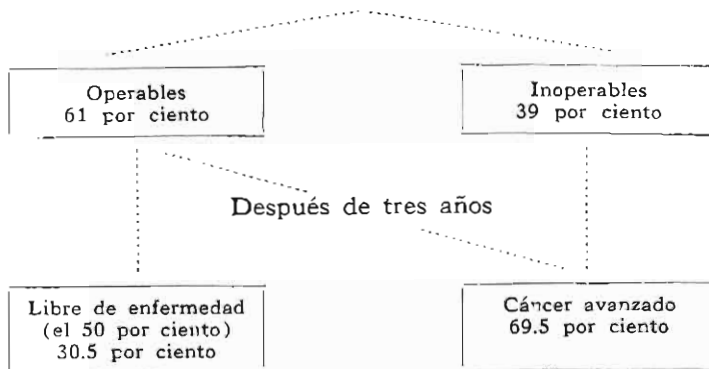 Operables
61 por ciento
Inoperables
39 por ciento
Después de tres años
Libre de enfermedad
(el 50 por ciento)
30.5 por ciento
Cáncer avanzado
69.5 por ciento